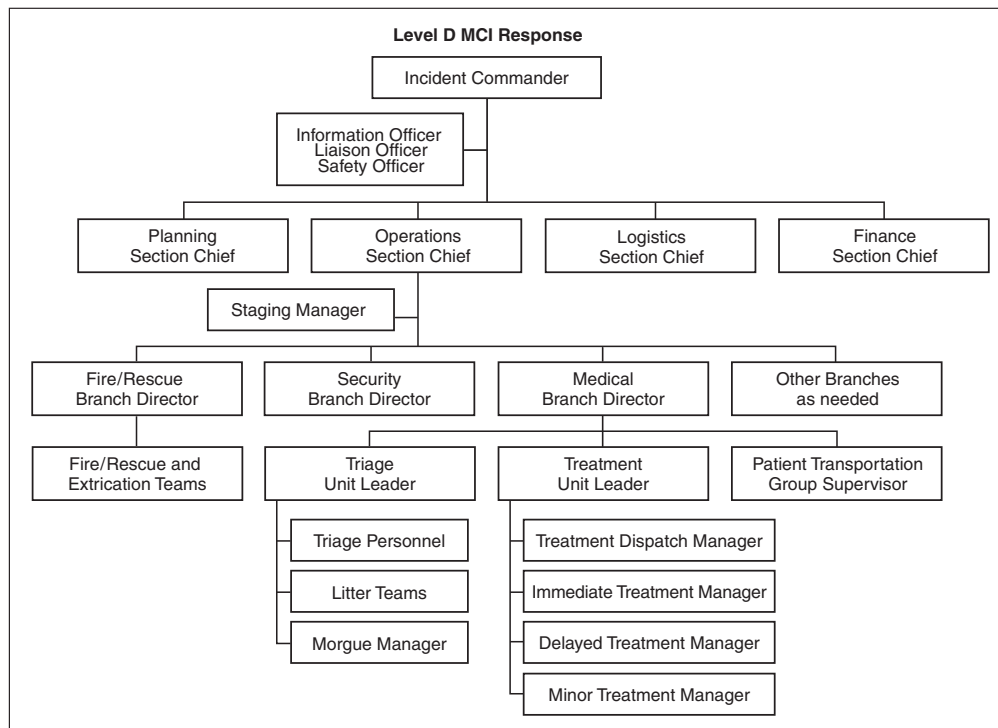 Level D MCI Response
Incident Commander
Information Officer
Liaison Officer
Safety Officer
Planning
Section Chief
Operations
Section Chief
Logistics
Section Chief
Finance
Section Chief
Staging Manager
Fire/Rescue
Branch Director
Security
Branch Director
Medical
Branch Director
Other Branches
as needed
Fire/Rescue and
Extrication Teams
Triage
Unit Leader
Treatment
Unit Leader
Patient Transportation
Group Supervisor
Triage Personnel
Litter Teams
Morgue Manager
Treatment Dispatch Manager
Immediate Treatment Manager
Delayed Treatment Manager
Minor Treatment Manager